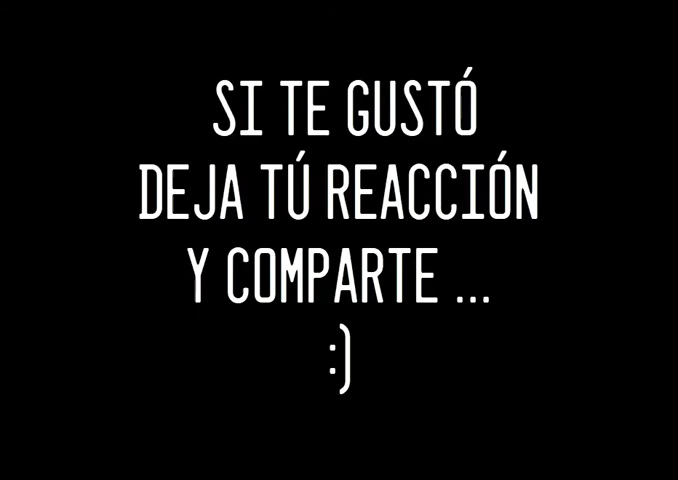 SI TE GUSTÓ
DEJA TÚ REACCIÓN
Y COMPARTE ...
:)